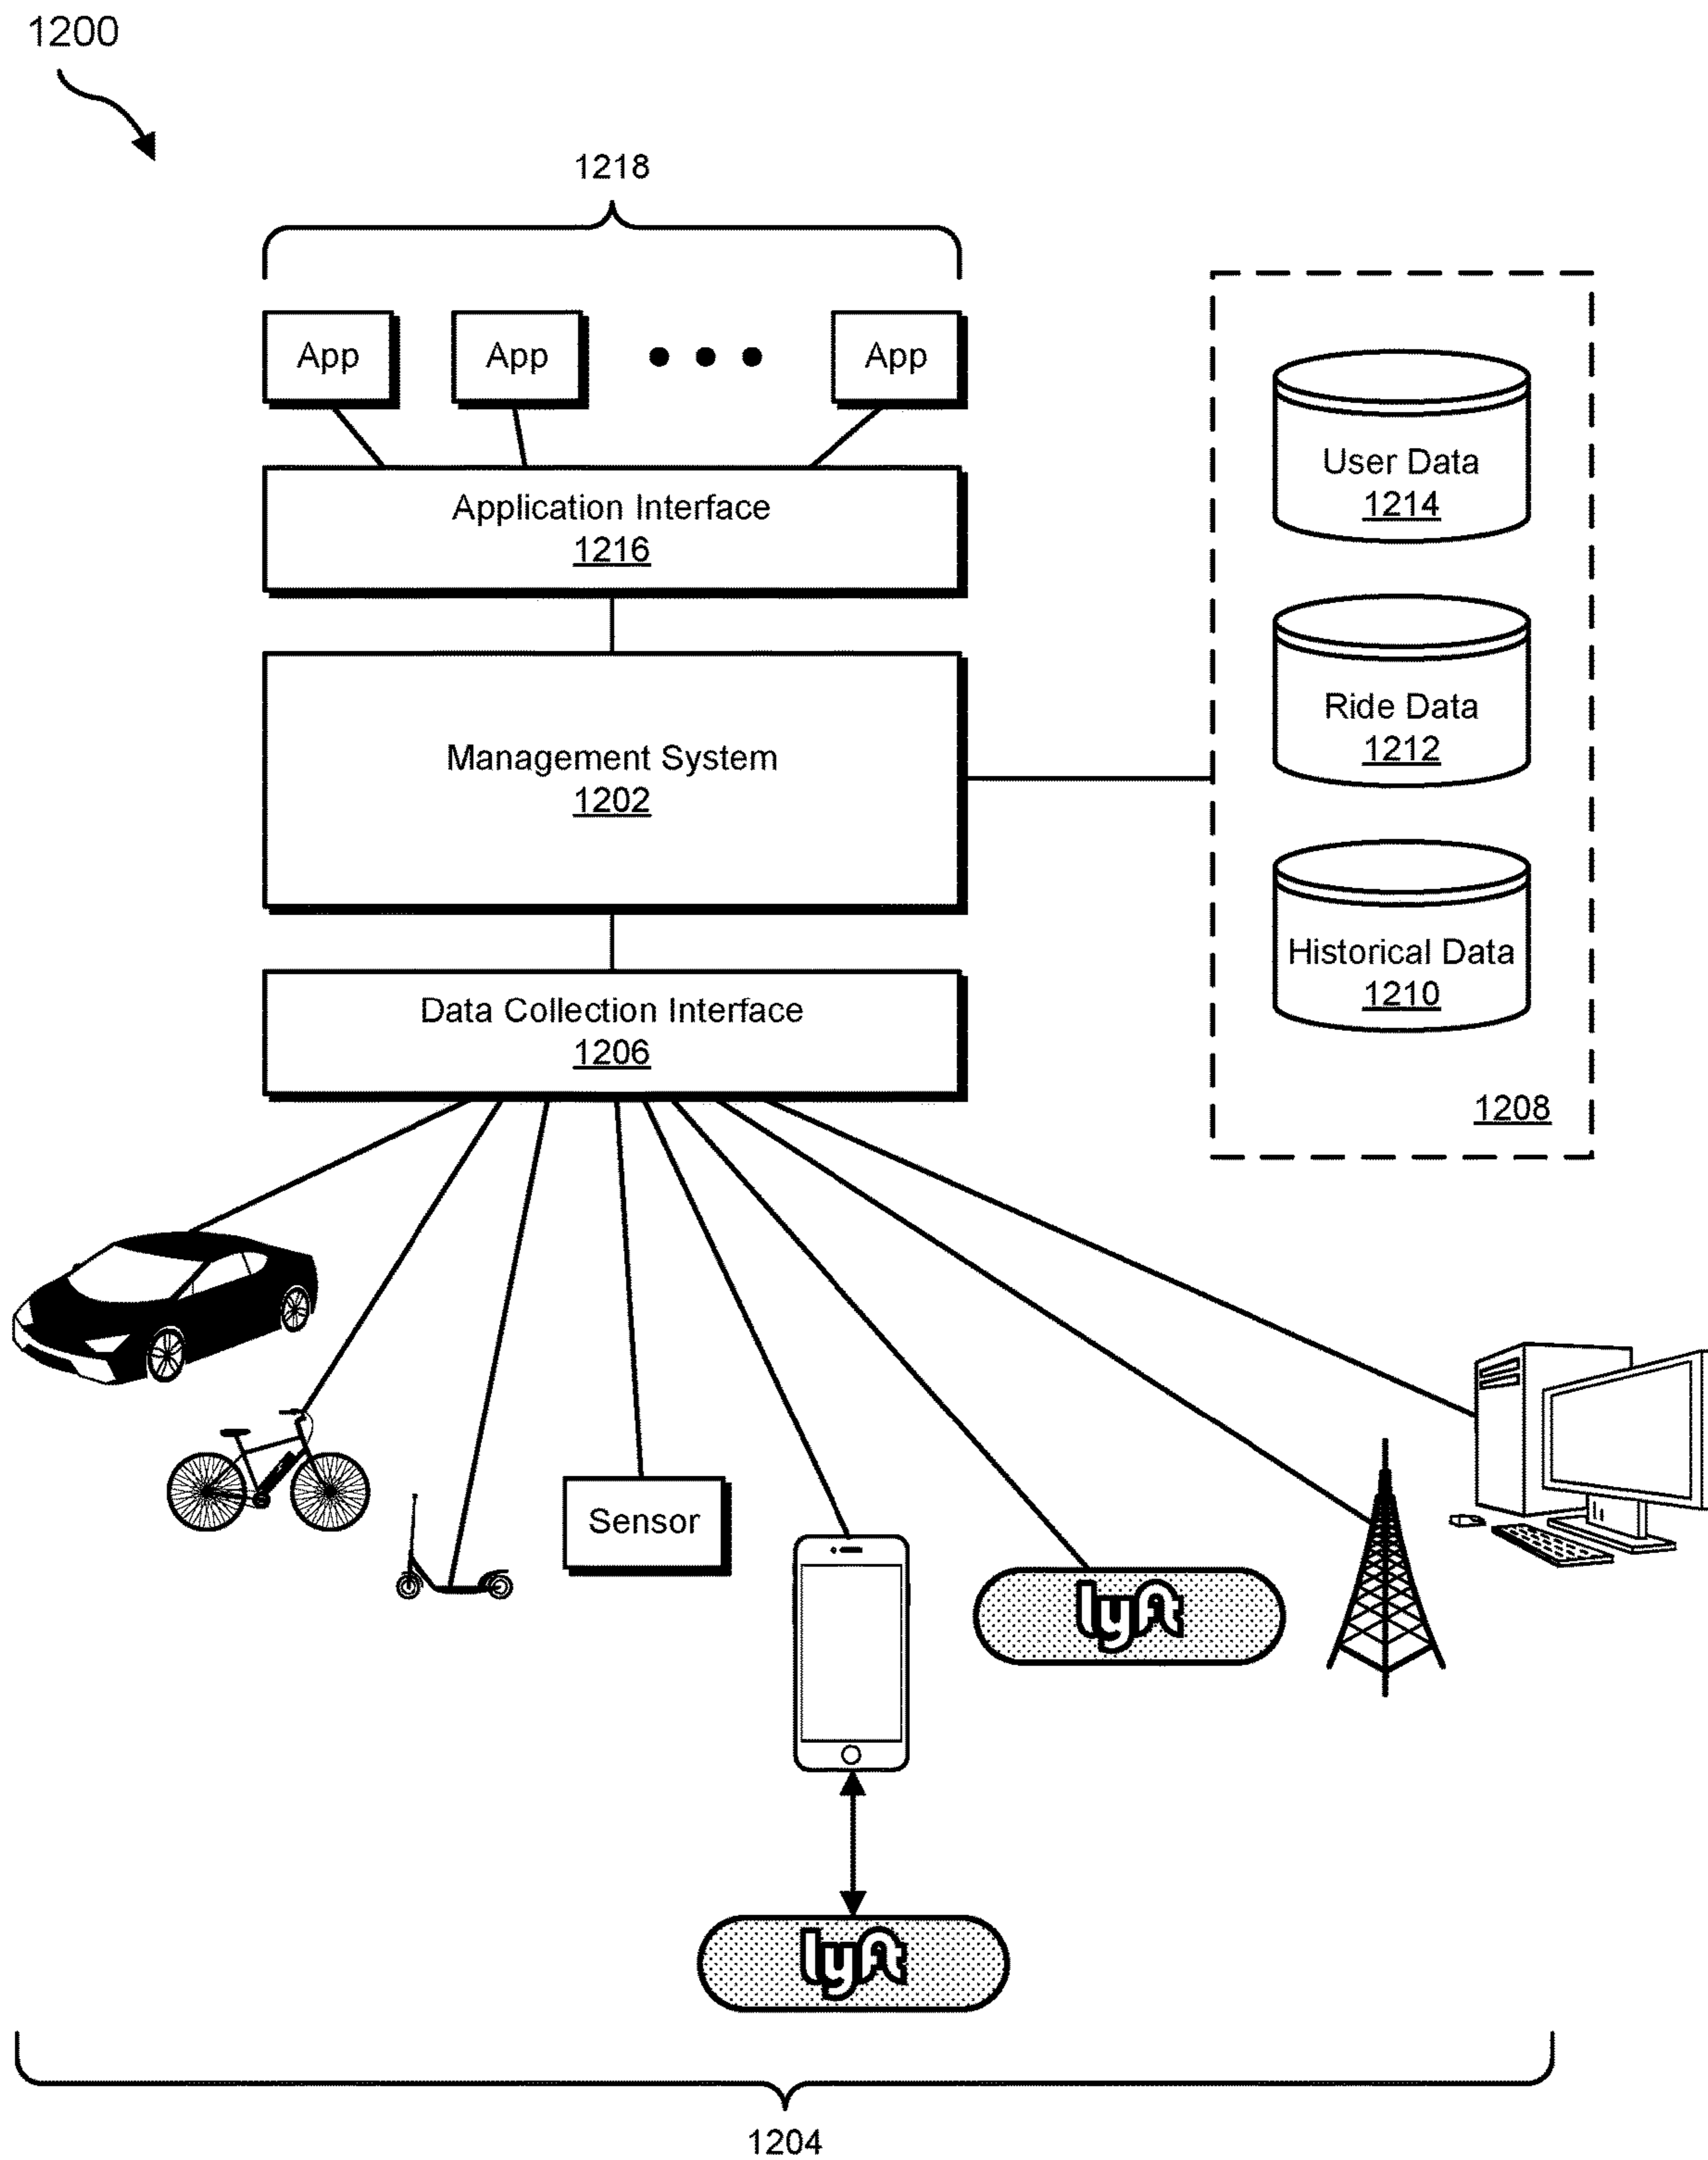 1200
1218
App
App
App
Application Interface
1216
Management System
1202
Data Collection Interface
1206
User Data
1214
Ride Data
1212
Historical Data
1210
1208
Sensor
lyft
lyft
1204